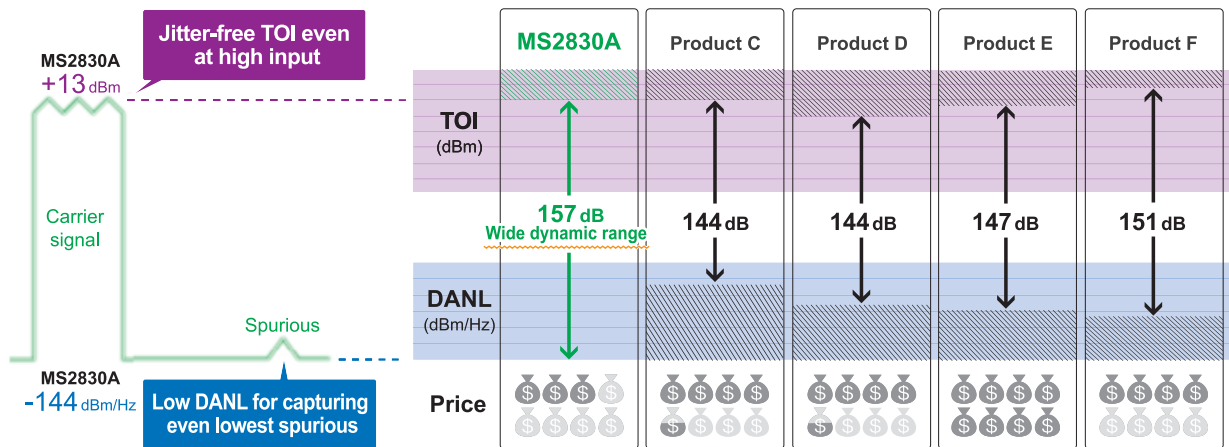 Jitter-free TOI even
at high input
MS2830A
+13 dBm
Carrier
signal
Spurious
MS2830A
-144 dBm/Hz
Low DANL for capturing
even lowest spurious
MS2830A
Product C
Product D
Product E
Product F
TOI
(dBm)
157 dB
Wide dynamic range
144 dB
144 dB
147 dB
151 dB
DANL
(dBm/Hz)
Price
$ $ $ $ $ $ $ $ $ $ $ $ $ $ $ $ $ $ $ $
$ $ $ $ $ $ $ $ $ $ $ $ $ $ $ $ $ $ $ $